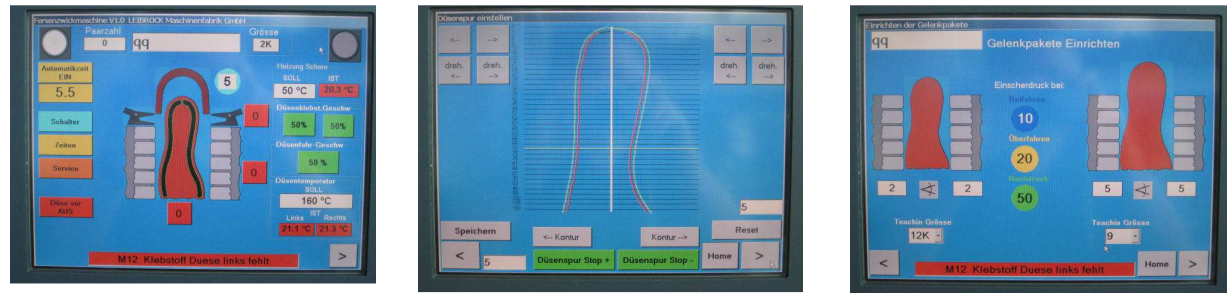 Fersenzwickmaschine V1.0 LEIBROCK Maschinenfabrik GmbH
Paarzahl
0
qq
Grösse
2K
Automatikzeit
EIN
5.5
Schalter
Zeiten
Service
Düse vor
AUS
5
0
0
0
Heizung Schere
SOLL IST
50 °C 20.3 °C
Düsenklebst.Geschw
50% 50%
Düsenfahr-Geschw
50 %
Düsentemperatur
SOLL
160 °C
IST
Links Rechts
21.1 °C 21.3 °C
M12 Klebstoff Duese links fehlt
>
Düsenspur einstellen
<-- --> <-- -->
dreh. dreh. dreh. dreh.
<-- --> <-- -->
5
Speichern <-- Kontur Kontur --> Reset
< 5 Düsenspur Stop + Düsenspur Stop - Home >
Einrichten der Gelenkpakete
qq
Gelenkpakete Einrichten
Einscherdruck bei:
Beifahren
10
Überfahren
20
Nachdruck
50
2 2 5 5
Teachin Grösse Teachin Grösse
12K 9
< M12 Klebstoff Duese links fehlt Home >